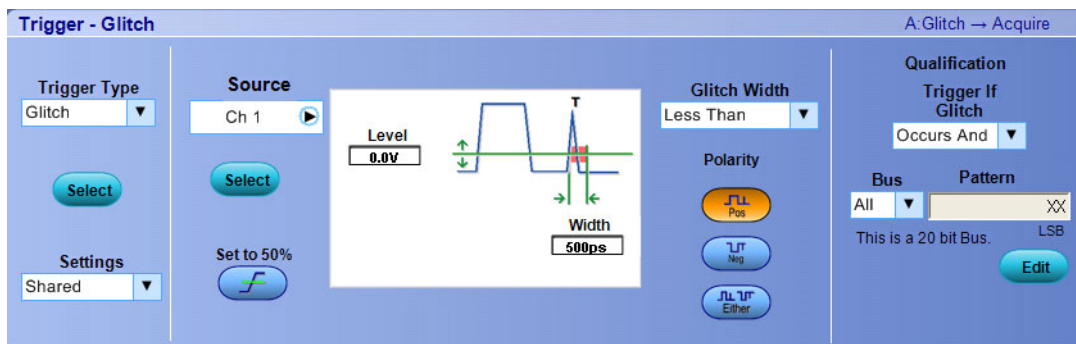 Trigger - Glitch
A:Glitch → Acquire
Trigger Type
Glitch
Select
Settings
Shared
Source
Ch 1
Select
Set to 50%
Level
0.0V
T
Width
500ps
Glitch Width
Less Than
Polarity
Pos
Neg
Either
Qualification
Trigger If
Glitch
Occurs And
Bus
Pattern
All
XX
This is a 20 bit Bus.
LSB
Edit